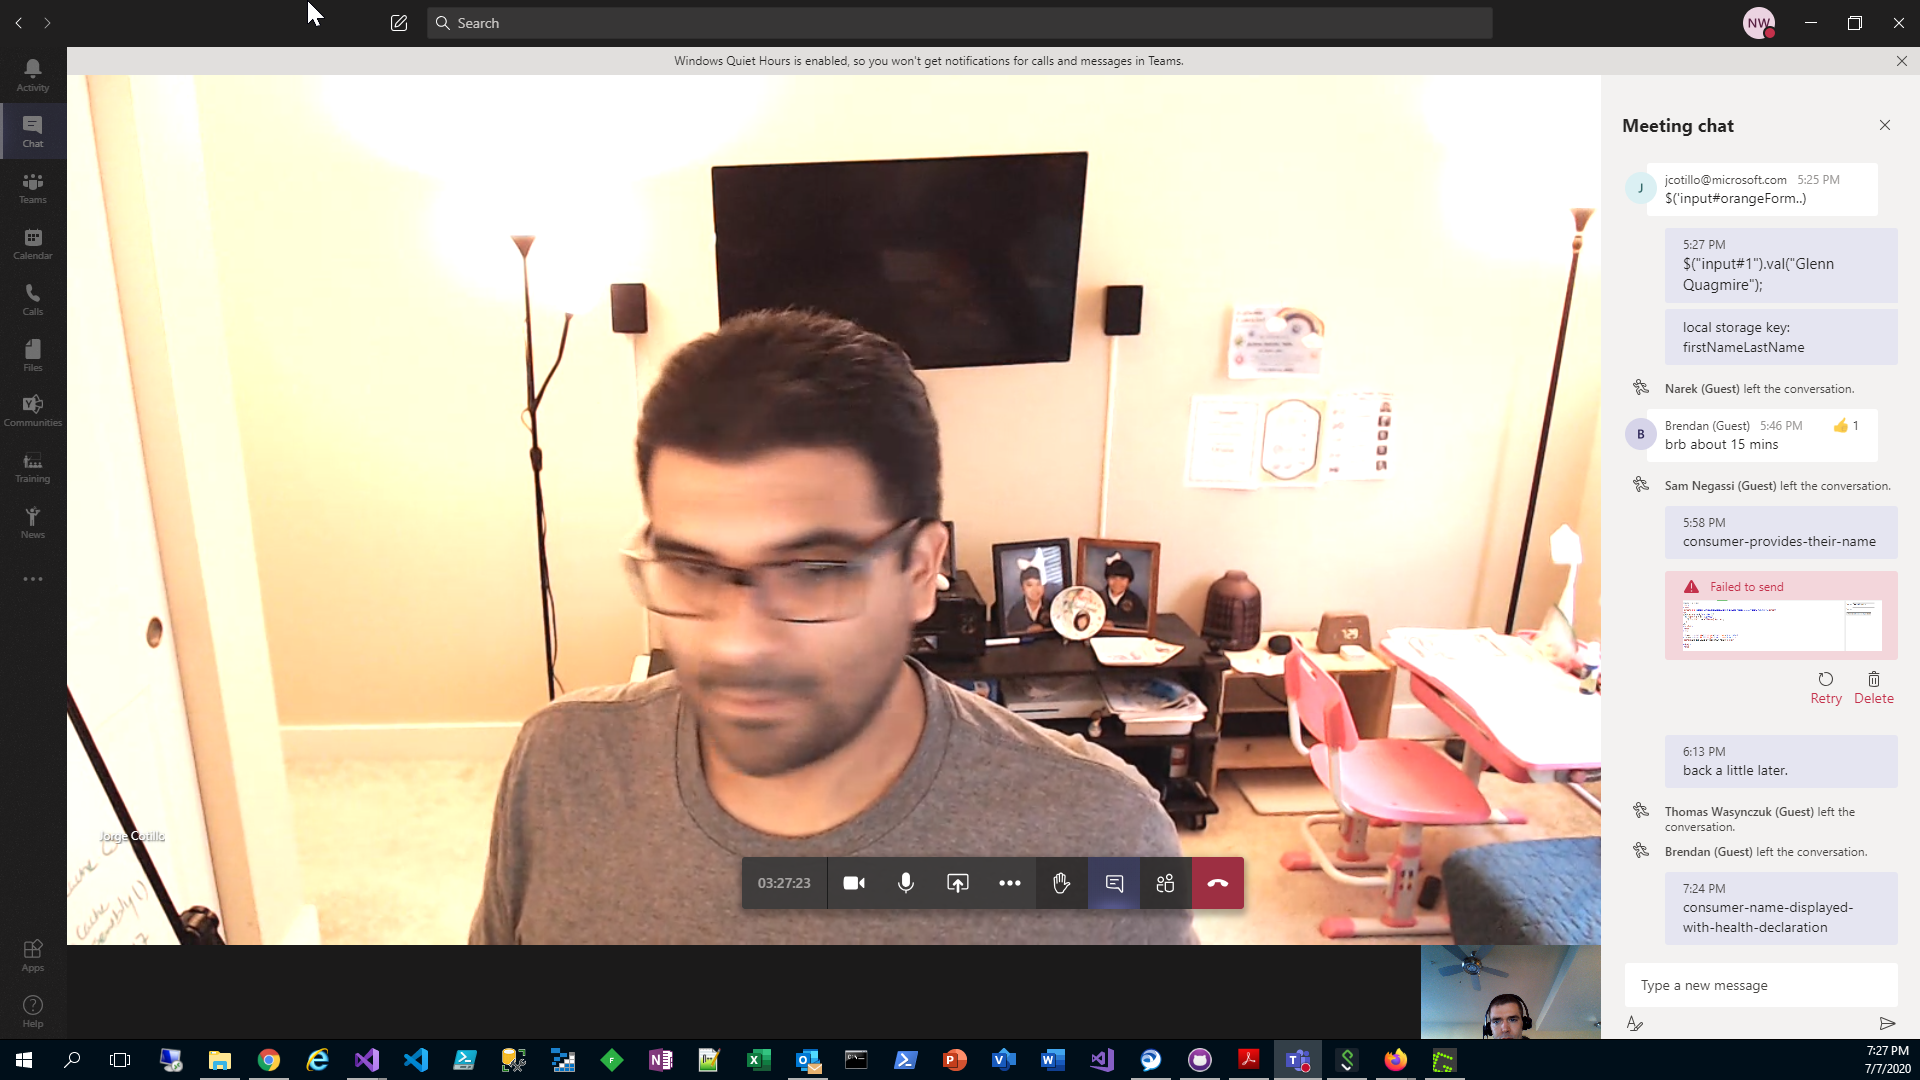 Search
NW
Windows Quiet Hours is enabled, so you won't get notifications for calls and messages in Teams.
Activity
Chat
Teams
Calendar
Calls
Files
Communities
Training
News
Apps
Help
Jorge Cotillo
Cache
03:27:23
Meeting chat
J
jcotillo@microsoft.com 5:25 PM
$('input#orangeForm..)
5:27 PM
$("input#1").val("Glenn
Quagmire");
local storage key:
firstNameLastName
Narek (Guest) left the conversation.
B
Brendan (Guest) 5:46 PM 1
brb about 15 mins
Sam Negassi (Guest) left the conversation.
5:58 PM
consumer-provides-their-name
Failed to send
Retry Delete
6:13 PM
back a little later.
Thomas Wasynczuk (Guest) left the
conversation.
Brendan (Guest) left the conversation.
7:24 PM
consumer-name-displayed-
with-health-declaration
Type a new message
7:27 PM
7/7/2020